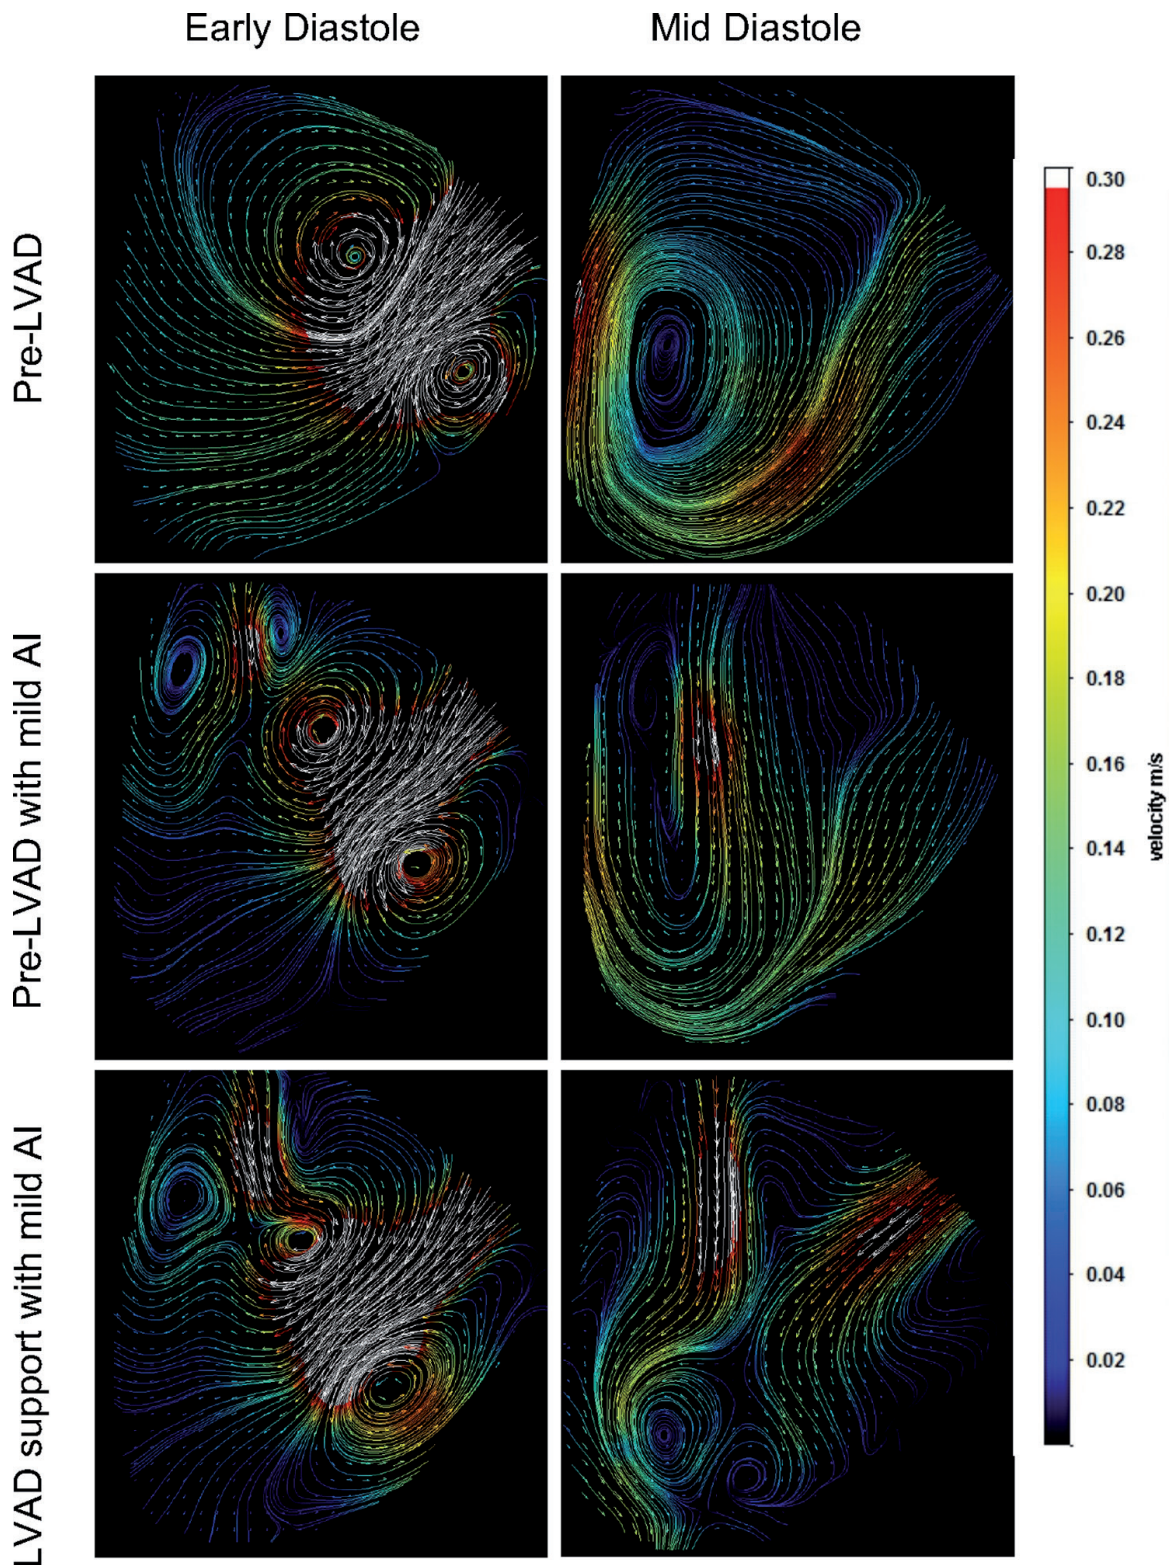 Early Diastole
Mid Diastole
Pre-LVAD
Pre-LVAD with mild AI
LVAD support with mild AI
0.30
0.28
0.26
0.24
0.22
0.20
0.18
0.16
0.14
0.12
0.10
0.08
0.06
0.04
0.02
velocity m/s